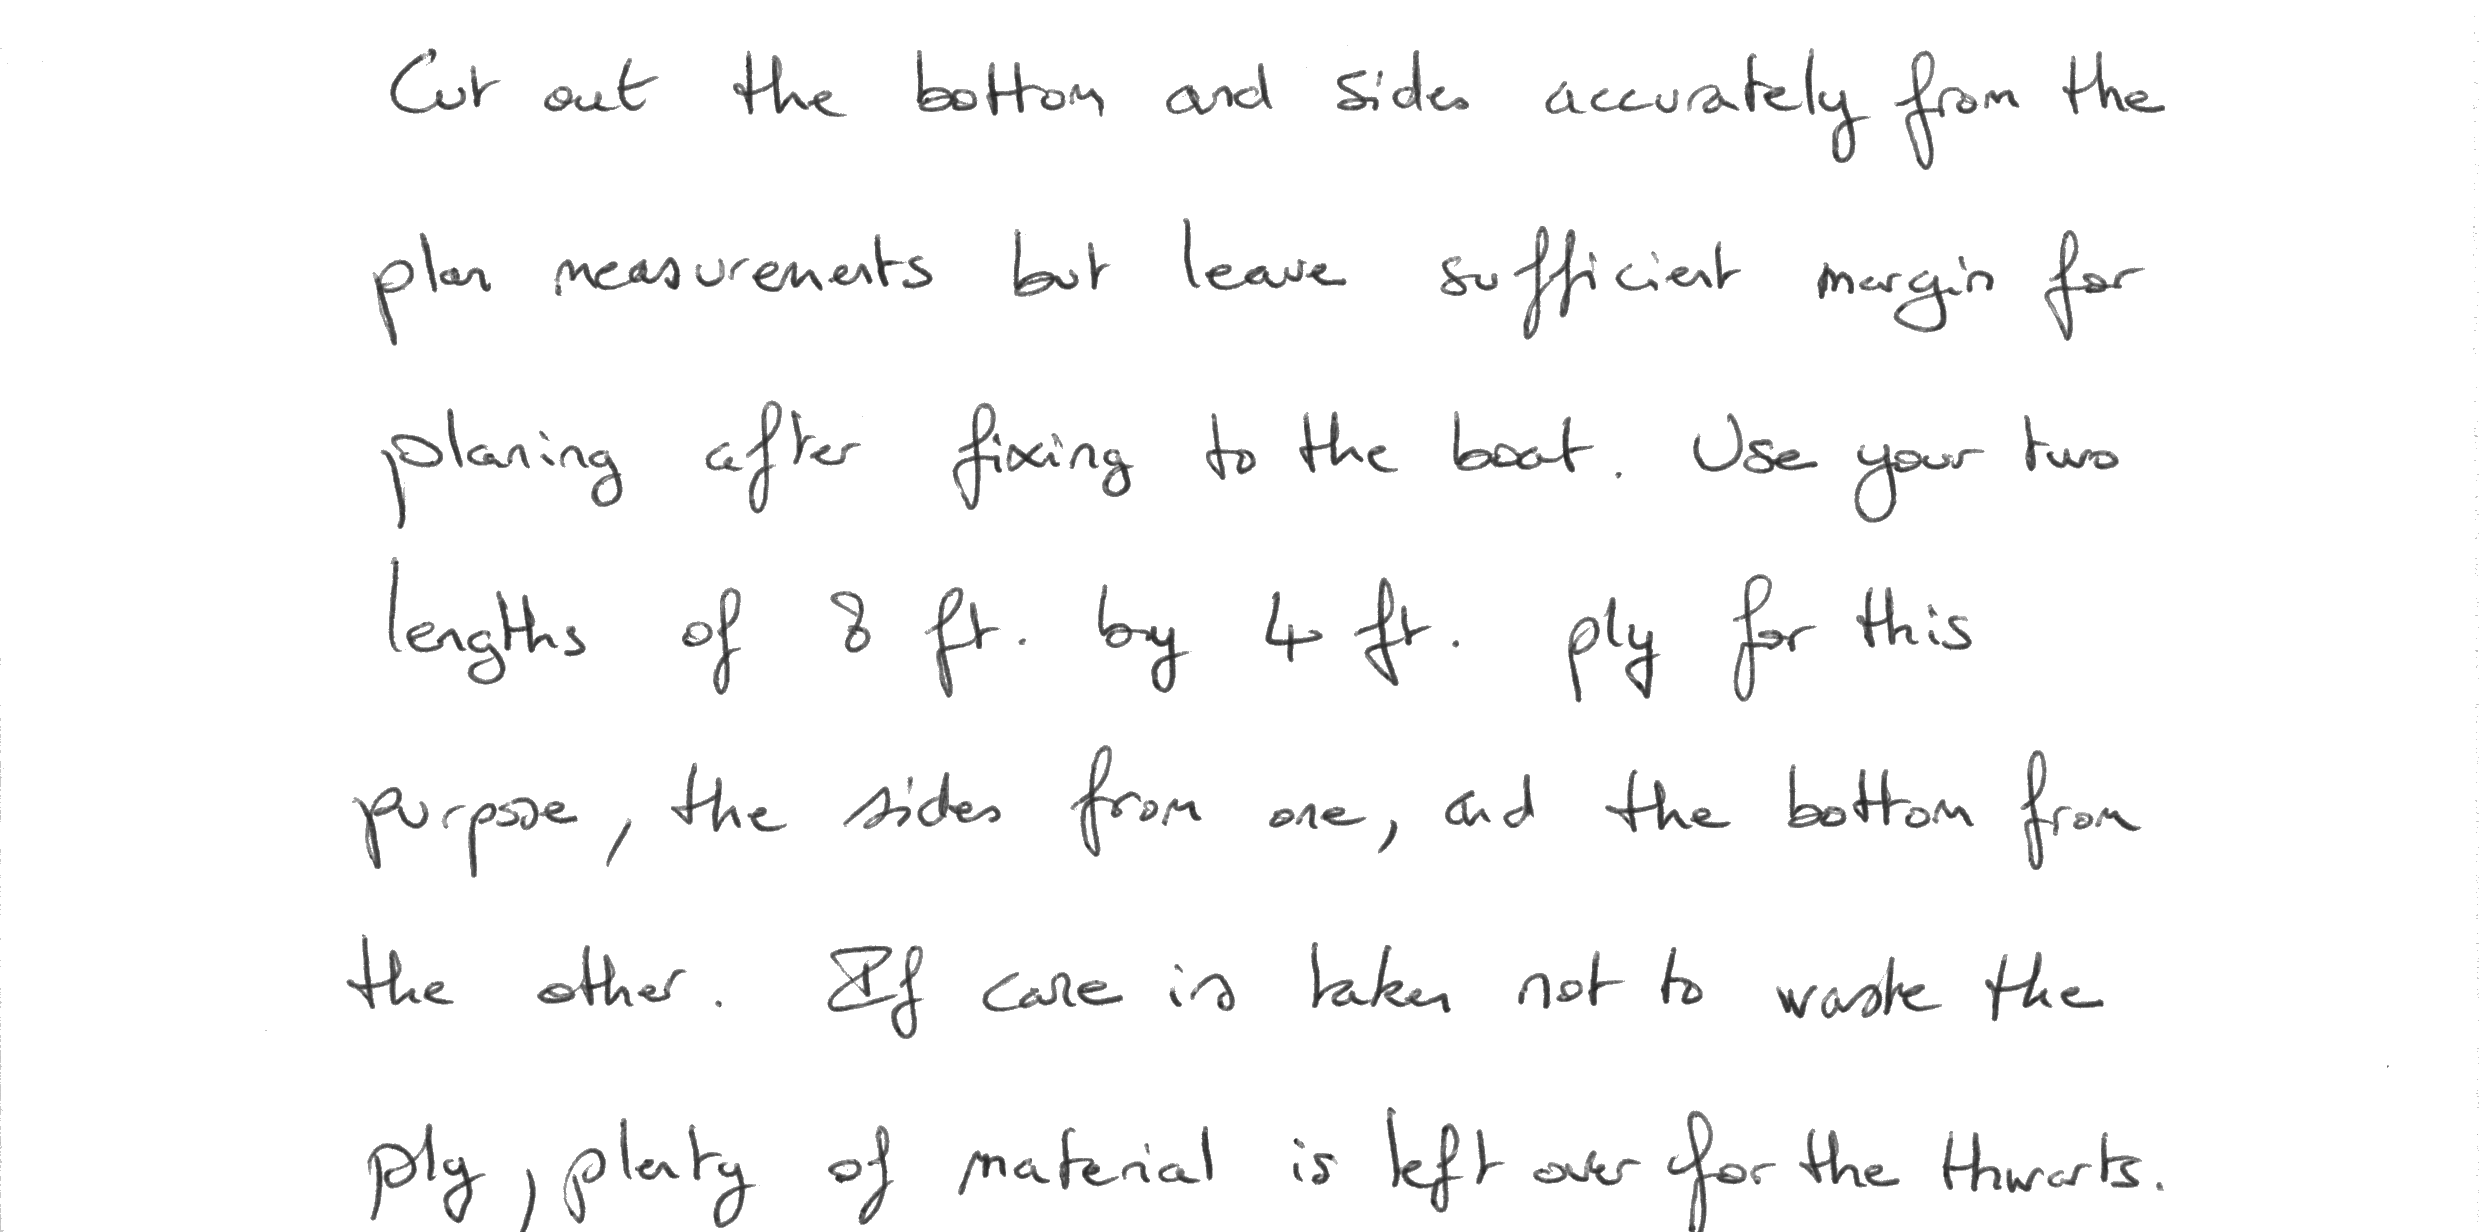 Cut out the bottom and sides accurately from the
plan measurements but leave sufficient margin for
planing after fixing to the boat. Use your two
lengths of 8 ft. by 4 ft. ply for this
purpose, the sides from one, and the bottom from
the other. If care is taken not to waste the
ply, plenty of material is left over for the thwarts.